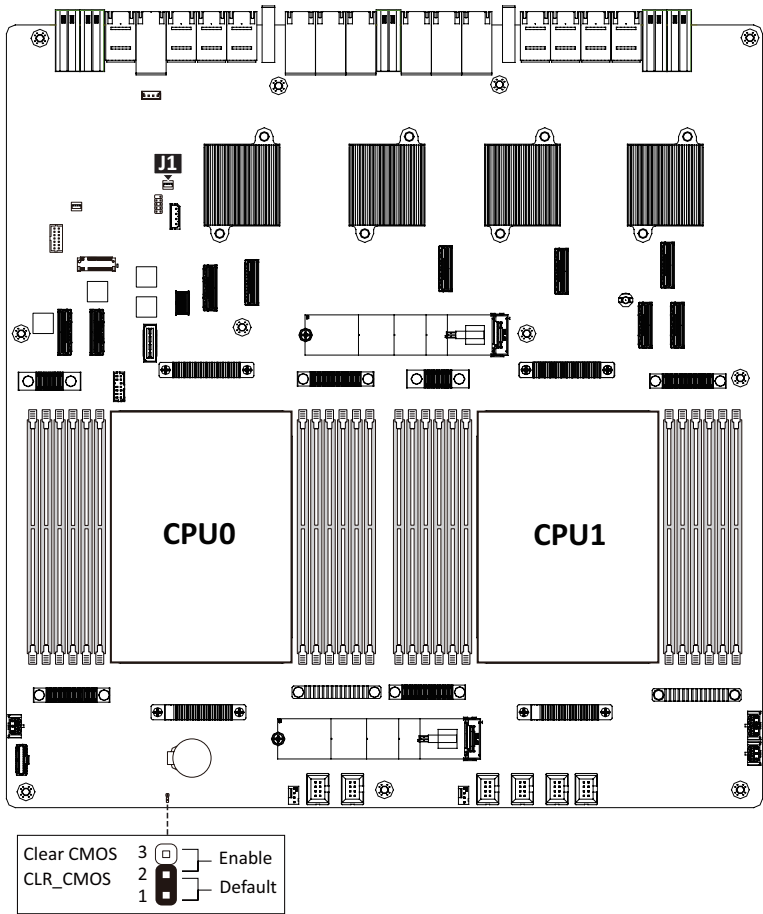 J1
CPU0
CPU1
Clear CMOS
CLR_CMOS
3
2
1
Enable
Default